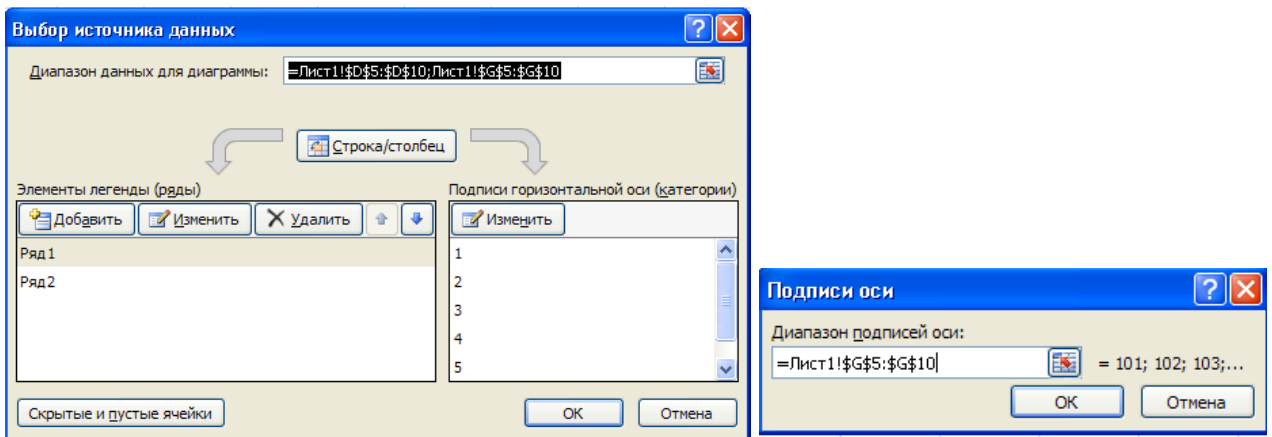 Выбор источника данных
Диапазон данных для диаграммы: =Лист1!$D$5:$D$10;Лист1!$G$5:$G$10
Строка/столбец
Элементы легенды (ряды)
Добавить Изменить Удалить
Ряд1
Ряд2
Подписи горизонтальной оси (категории)
Изменить
1
2
3
4
5
Скрытые и пустые ячейки ОК Отмена
Подписи оси
Диапазон подписей оси:
=Лист1!$G$5:$G$10 = 101; 102; 103;...
ОК Отмена